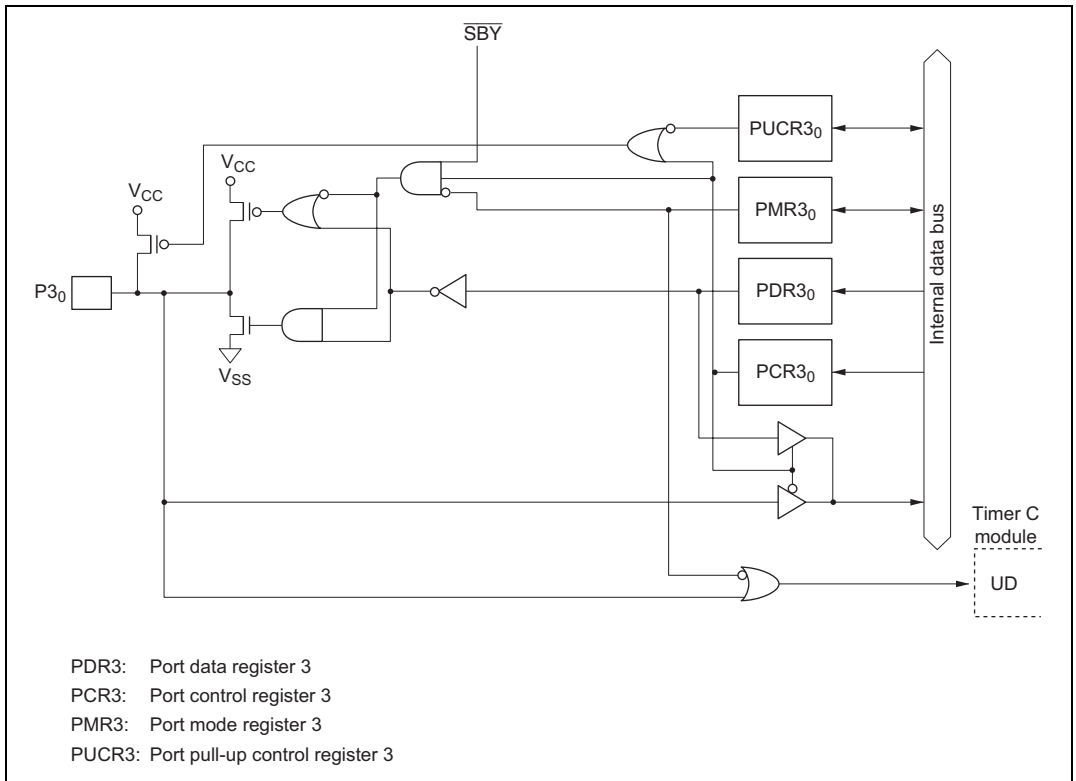 S̅B̅Y̅
PUCR3₀
V_CC
V_CC
PMR3₀
P3₀
PDR3₀
Internal data bus
V_SS
PCR3₀
Timer C
module
UD
PDR3: Port data register 3
PCR3: Port control register 3
PMR3: Port mode register 3
PUCR3: Port pull-up control register 3